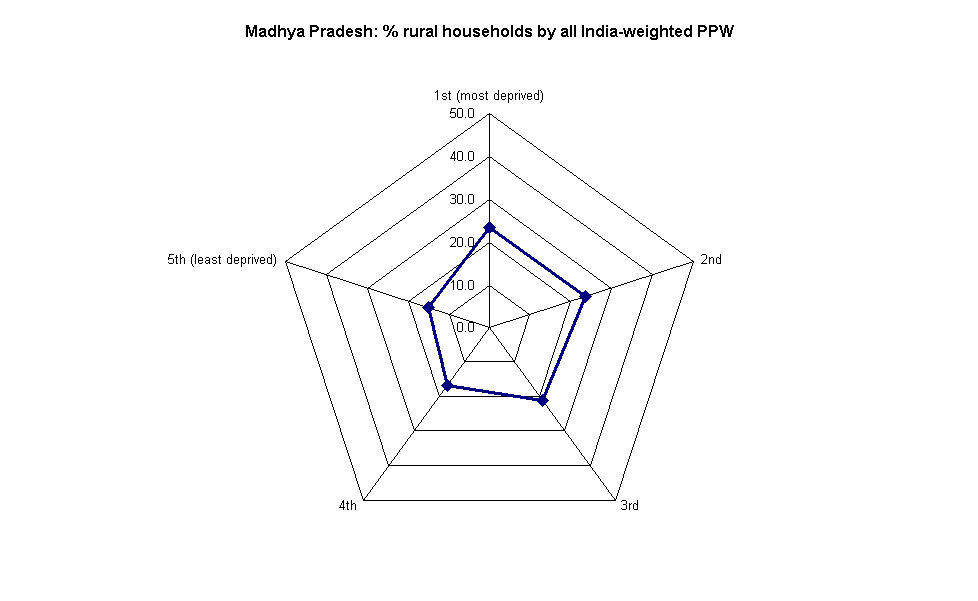 Madhya Pradesh: % rural households by all India-weighted PPW
1st (most deprived)
50.0
40.0
30.0
20.0
10.0
0.0
2nd
3rd
4th
5th (least deprived)